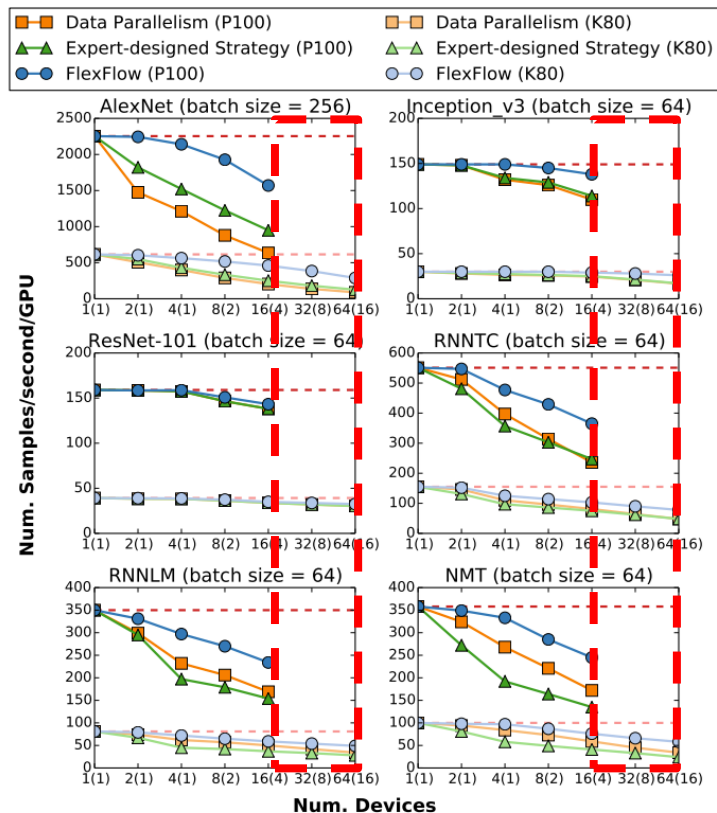 Data Parallelism (P100)
Expert-designed Strategy (P100)
FlexFlow (P100)
Data Parallelism (K80)
Expert-designed Strategy (K80)
FlexFlow (K80)
Num. Samples/second/GPU
AlexNet (batch size = 256)
2500
2000
1500
1000
500
0
1(1) 2(1) 4(1) 8(2) 16(4) 32(8) 64(16)
Inception_v3 (batch size = 64)
200
150
100
50
0
1(1) 2(1) 4(1) 8(2) 16(4) 32(8) 64(16)
ResNet-101 (batch size = 64)
200
150
100
50
0
1(1) 2(1) 4(1) 8(2) 16(4) 32(8) 64(16)
RNNTC (batch size = 64)
600
500
400
300
200
100
0
1(1) 2(1) 4(1) 8(2) 16(4) 32(8) 64(16)
RNNLM (batch size = 64)
400
350
300
250
200
150
100
50
0
1(1) 2(1) 4(1) 8(2) 16(4) 32(8) 64(16)
NMT (batch size = 64)
400
350
300
250
200
150
100
50
0
1(1) 2(1) 4(1) 8(2) 16(4) 32(8) 64(16)
Num. Devices